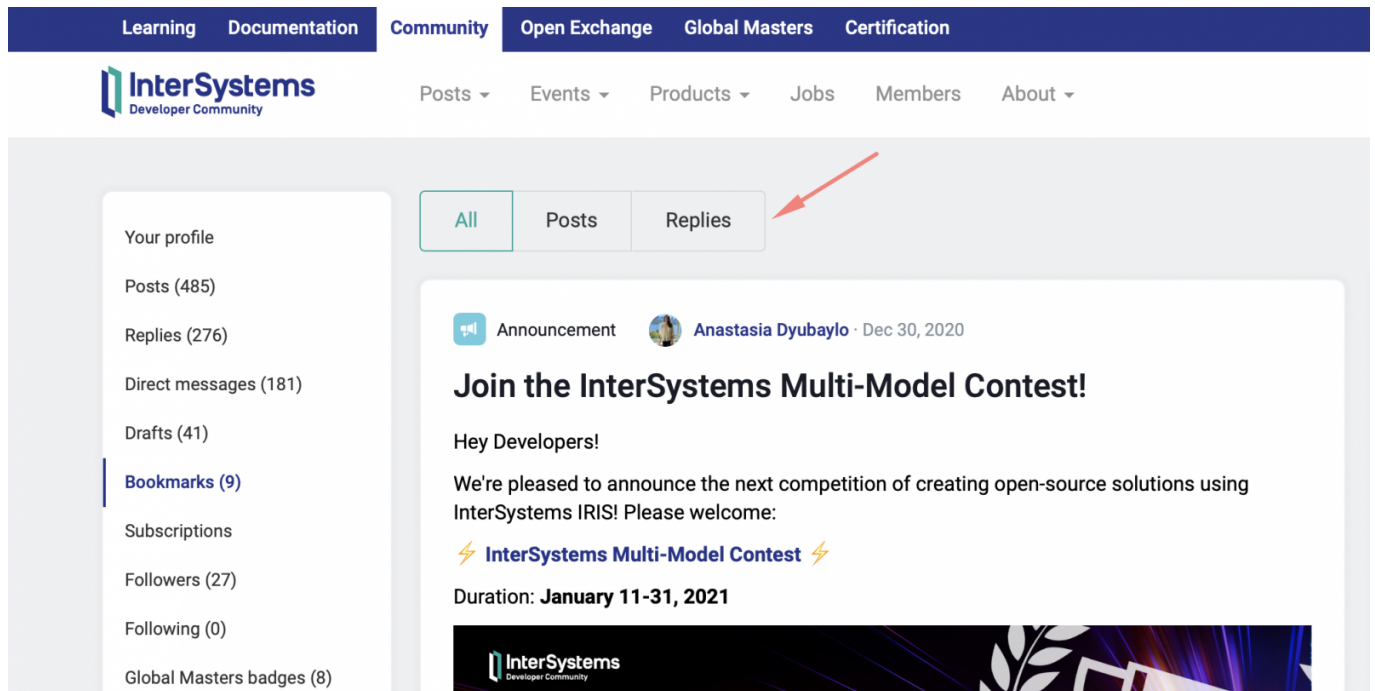 Learning Documentation Community Open Exchange Global Masters Certification
InterSystems
Developer Community
Posts Events Products Jobs Members About
All Posts Replies
Your profile
Posts (485)
Replies (276)
Direct messages (181)
Drafts (41)
Bookmarks (9)
Subscriptions
Followers (27)
Following (0)
Global Masters badges (8)
Announcement Anastasia Dyubaylo · Dec 30, 2020
Join the InterSystems Multi-Model Contest!
Hey Developers!
We're pleased to announce the next competition of creating open-source solutions using
InterSystems IRIS! Please welcome:
⚡ InterSystems Multi-Model Contest ⚡
Duration: January 11-31, 2021
InterSystems
Developer Community